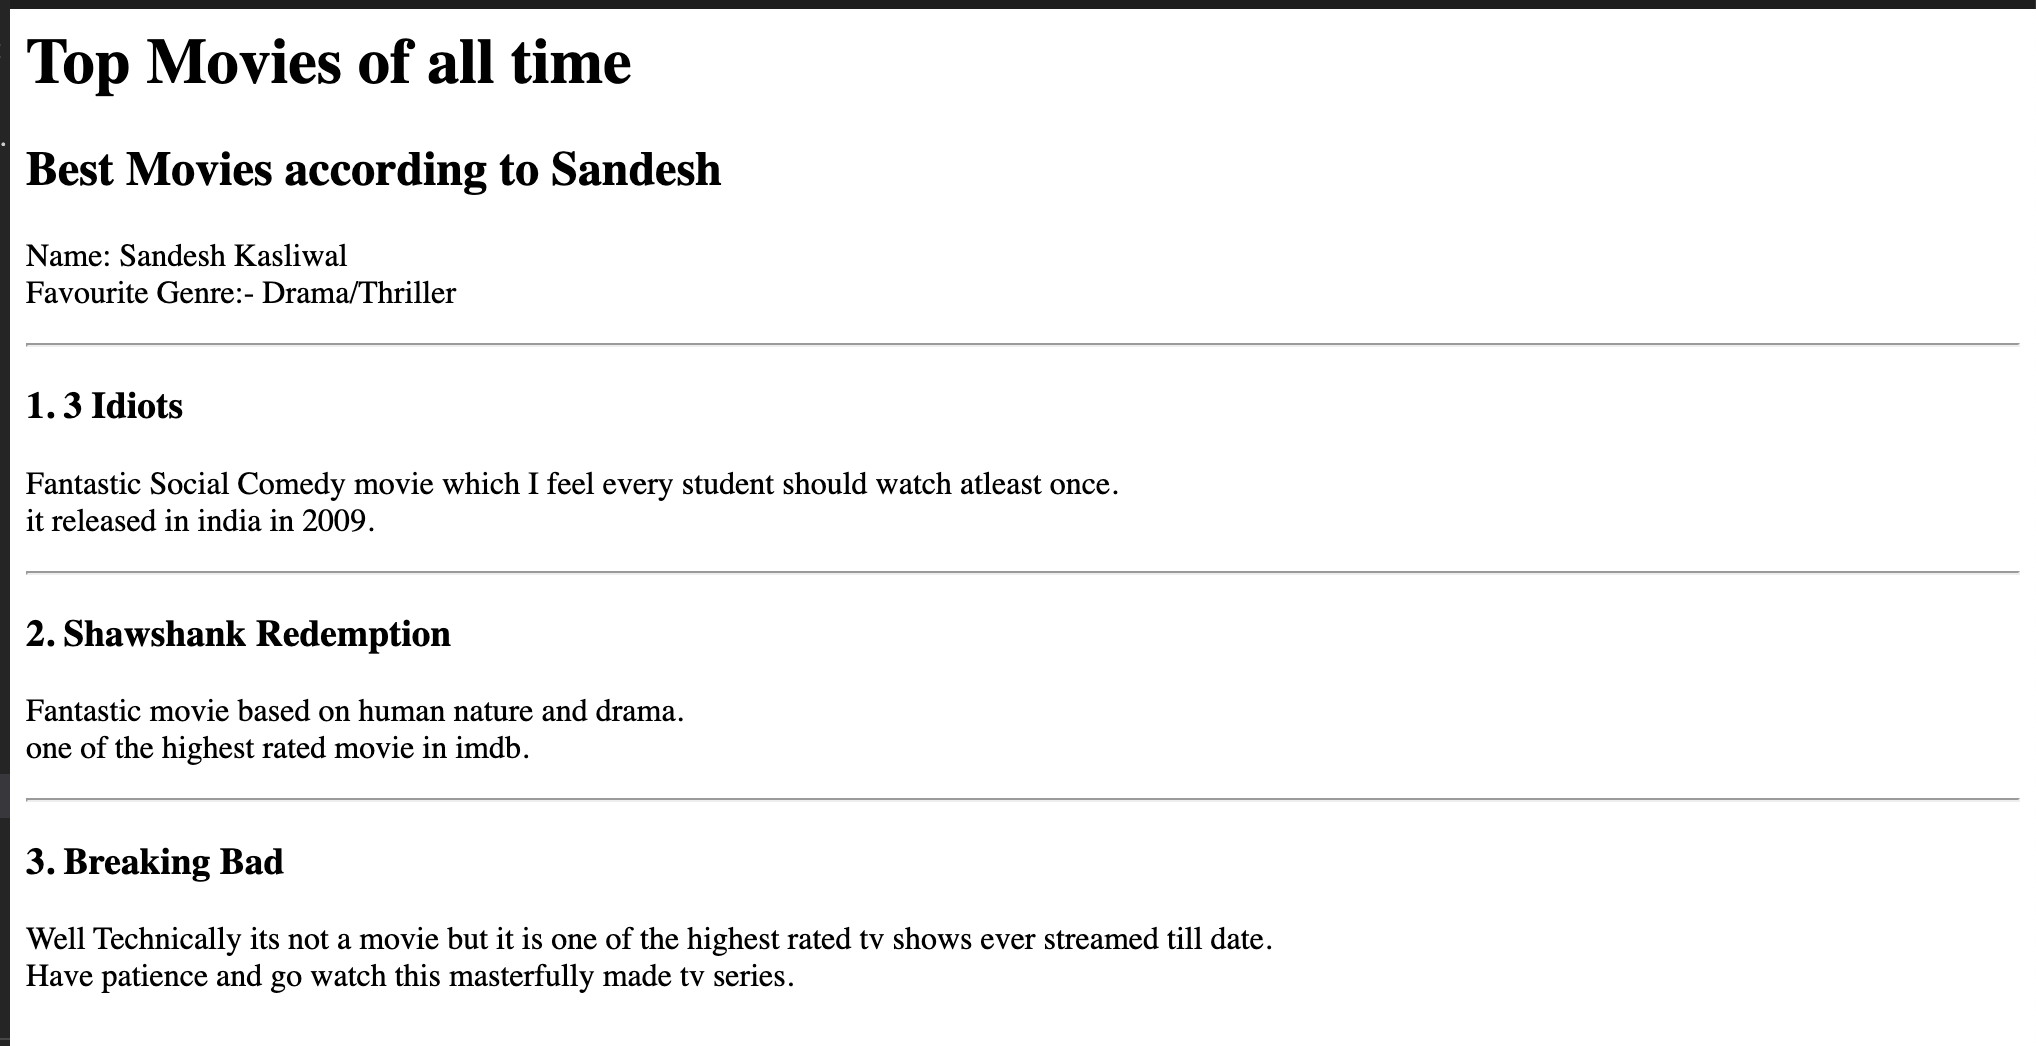 Top Movies of all time
Best Movies according to Sandesh
Name: Sandesh Kasliwal
Favourite Genre:- Drama/Thriller
1. 3 Idiots
Fantastic Social Comedy movie which I feel every student should watch atleast once.
it released in india in 2009.
2. Shawshank Redemption
Fantastic movie based on human nature and drama.
one of the highest rated movie in imdb.
3. Breaking Bad
Well Technically its not a movie but it is one of the highest rated tv shows ever streamed till date.
Have patience and go watch this masterfully made tv series.